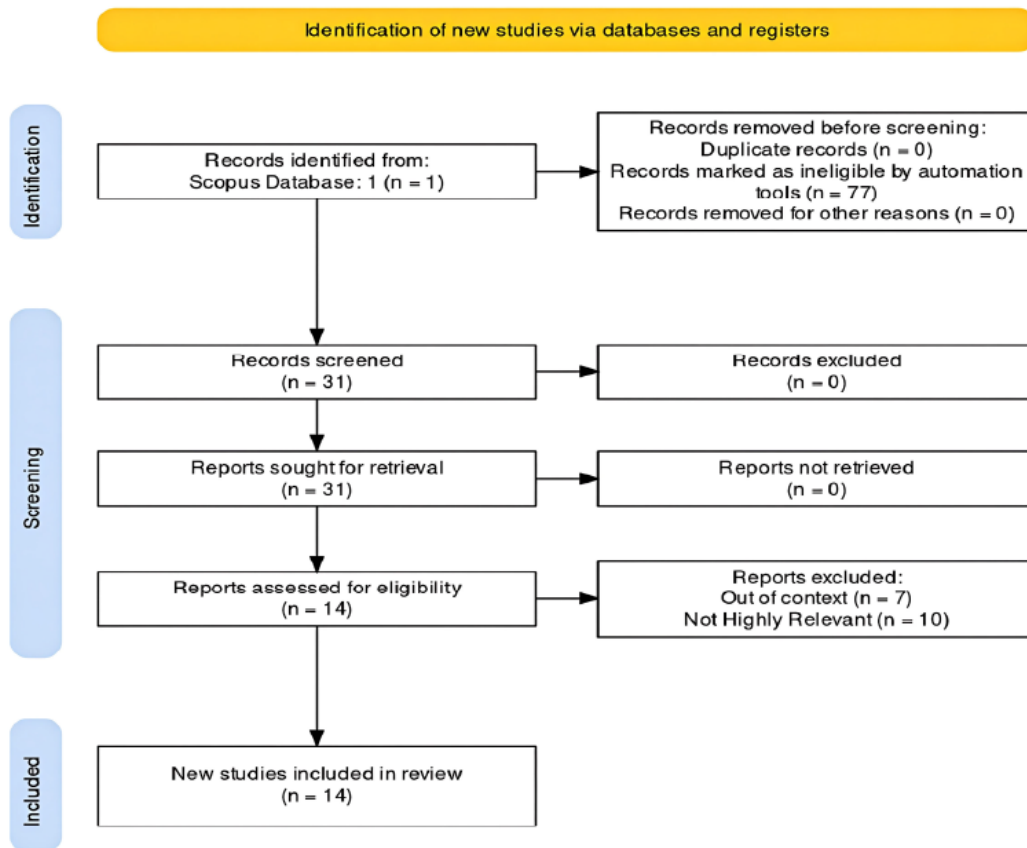 Identification of new studies via databases and registers
Identification
Records identified from:
Scopus Database: 1 (n = 1)
Records removed before screening:
Duplicate records (n = 0)
Records marked as ineligible by automation
tools (n = 77)
Records removed for other reasons (n = 0)
Screening
Records screened
(n = 31)
Records excluded
(n = 0)
Reports sought for retrieval
(n = 31)
Reports not retrieved
(n = 0)
Reports assessed for eligibility
(n = 14)
Reports excluded:
Out of context (n = 7)
Not Highly Relevant (n = 10)
Included
New studies included in review
(n = 14)